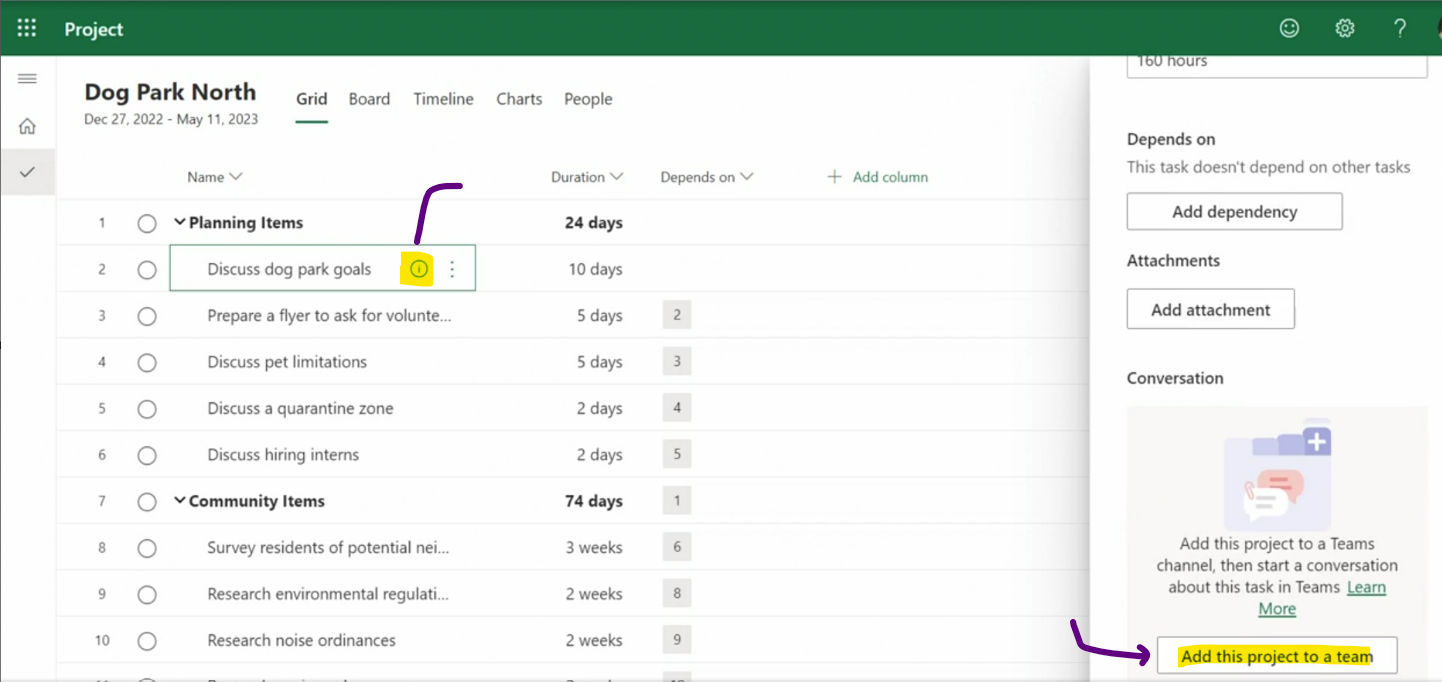 Project
160 hours
Dog Park North
Dec 27, 2022 - May 11, 2023
Grid Board Timeline Charts People
Name Duration Depends on + Add column
1 Planning Items 24 days
2 Discuss dog park goals 10 days
3 Prepare a flyer to ask for volunte... 5 days 2
4 Discuss pet limitations 5 days 3
5 Discuss a quarantine zone 2 days 4
6 Discuss hiring interns 2 days 5
7 Community Items 74 days 1
8 Survey residents of potential nei... 3 weeks 6
9 Research environmental regulati... 2 weeks 8
10 Research noise ordinances 2 weeks 9
Depends on
This task doesn't depend on other tasks
Add dependency
Attachments
Add attachment
Conversation
Add this project to a Teams
channel, then start a conversation
about this task in Teams Learn
More
Add this project to a team